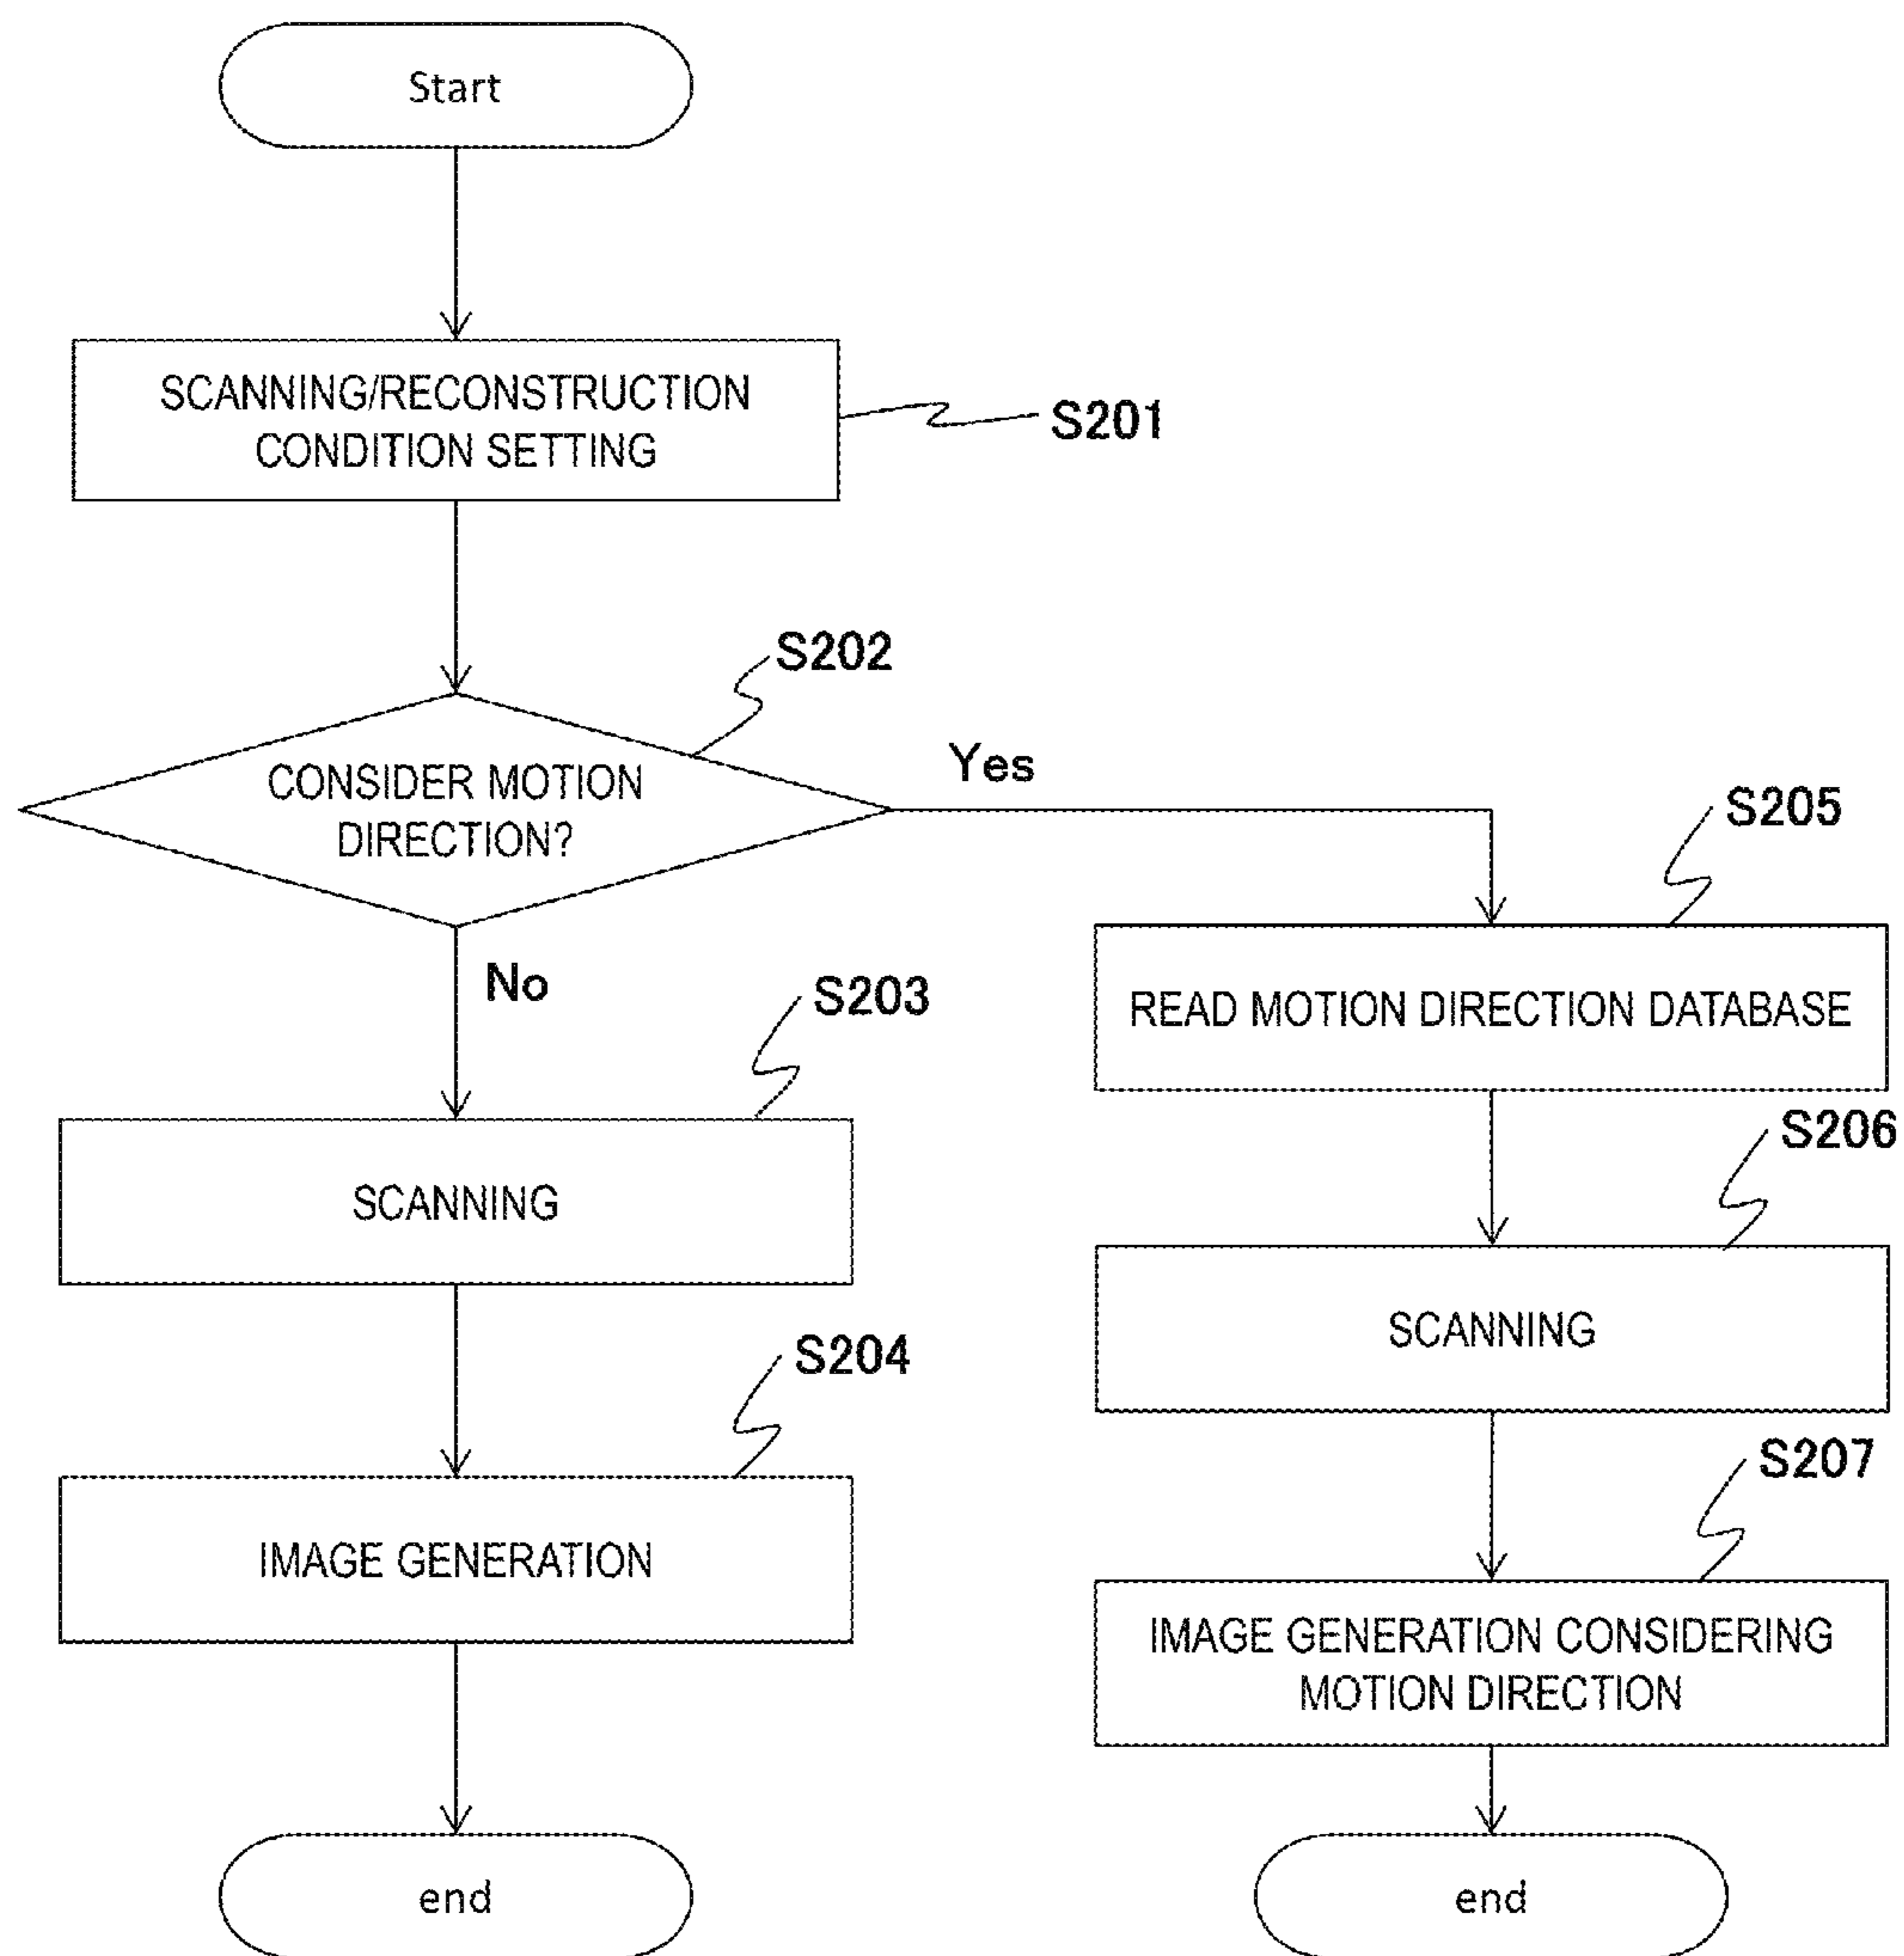 Start
SCANNING/RECONSTRUCTION
CONDITION SETTING
S201
S202
CONSIDER MOTION
DIRECTION?
Yes
No
S203
SCANNING
S204
IMAGE GENERATION
end
S205
READ MOTION DIRECTION DATABASE
S206
SCANNING
S207
IMAGE GENERATION CONSIDERING
MOTION DIRECTION
end